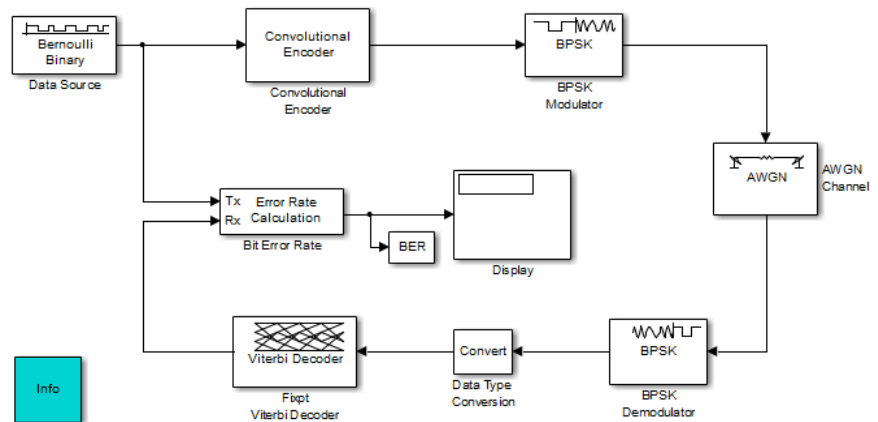 Bernoulli
Binary
Data Source
Convolutional
Encoder
Convolutional
Encoder
BPSK
BPSK
Modulator
AWGN
AWGN
Channel
Tx
Rx
Error Rate
Calculation
Bit Error Rate
BER
Display
Viterbi Decoder
Fixpt
Viterbi Decoder
Convert
Data Type
Conversion
BPSK
BPSK
Demodulator
Info